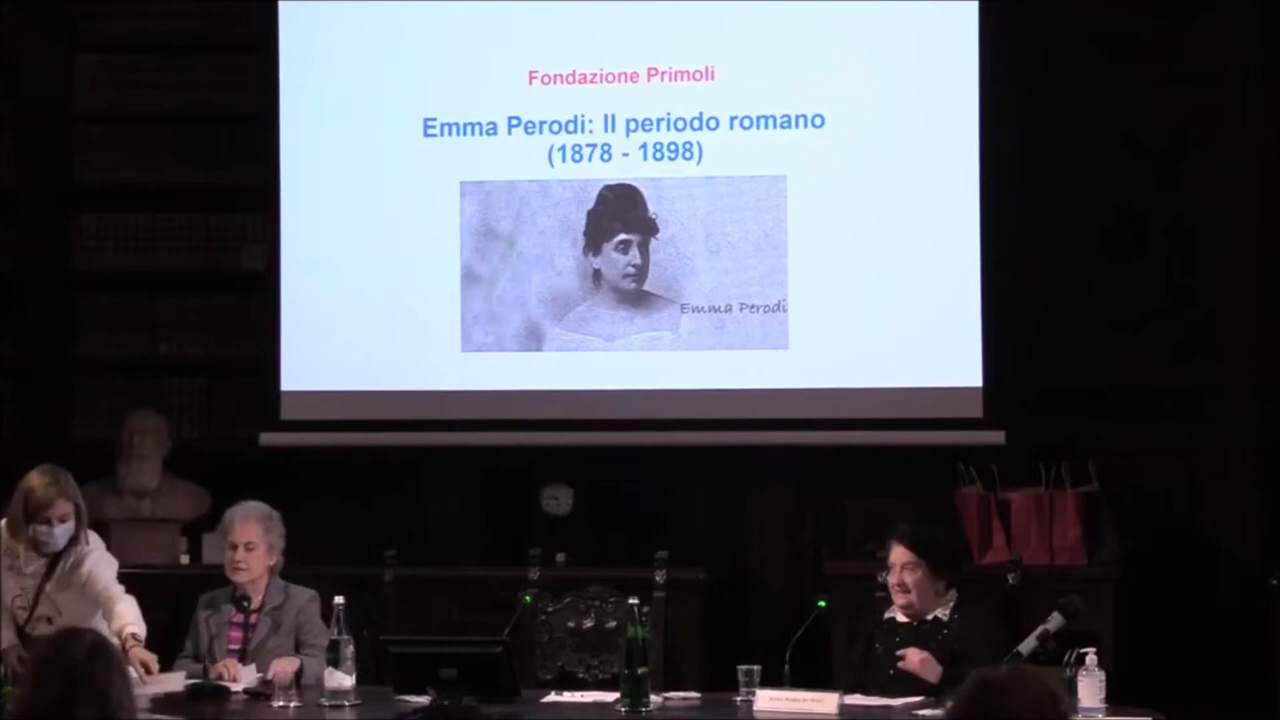 Fondazione Primoli
Emma Perodi: Il periodo romano
(1878 - 1898)
Emma Perodi